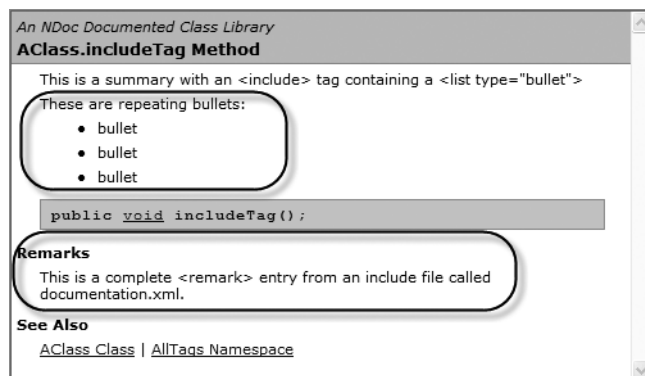 An NDoc Documented Class Library
AClass.includeTag Method
This is a summary with an <include> tag containing a <list type="bullet">
These are repeating bullets:
• bullet
• bullet
• bullet
public void includeTag();
Remarks
This is a complete <remark> entry from an include file called
documentation.xml.
See Also
AClass Class | AllTags Namespace